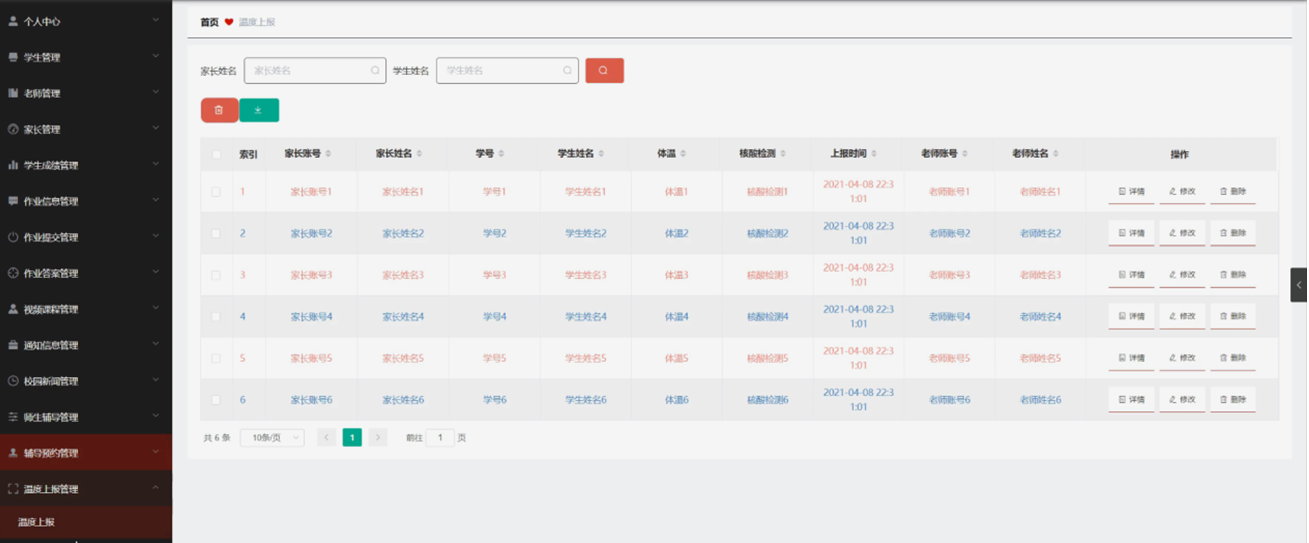 个人中心
学生管理
老师管理
家长管理
学生成绩管理
作业信息管理
作业提交管理
作业答案管理
视频课程管理
通知信息管理
校园新闻管理
师生辅导管理
辅导预约管理
温度上报管理
温度上报
首页 温度上报
家长姓名 家长姓名 学生姓名 学生姓名
索引 家长账号 家长姓名 学号 学生姓名 体温 核酸检测 上报时间 老师账号 老师姓名 操作
1 家长账号1 家长姓名1 学号1 学生姓名1 体温1 核酸检测1 2021-04-08 22:3 老师账号1 老师姓名1 详情 修改 删除
1:01
2 家长账号2 家长姓名2 学号2 学生姓名2 体温2 核酸检测2 2021-04-08 22:3 老师账号2 老师姓名2 详情 修改 删除
1:01
3 家长账号3 家长姓名3 学号3 学生姓名3 体温3 核酸检测3 2021-04-08 22:3 老师账号3 老师姓名3 详情 修改 删除
1:01
4 家长账号4 家长姓名4 学号4 学生姓名4 体温4 核酸检测4 2021-04-08 22:3 老师账号4 老师姓名4 详情 修改 删除
1:01
5 家长账号5 家长姓名5 学号5 学生姓名5 体温5 核酸检测5 2021-04-08 22:3 老师账号5 老师姓名5 详情 修改 删除
1:01
6 家长账号6 家长姓名6 学号6 学生姓名6 体温6 核酸检测6 2021-04-08 22:3 老师账号6 老师姓名6 详情 修改 删除
1:01
共 6 条 10条/页 1 前往 1 页